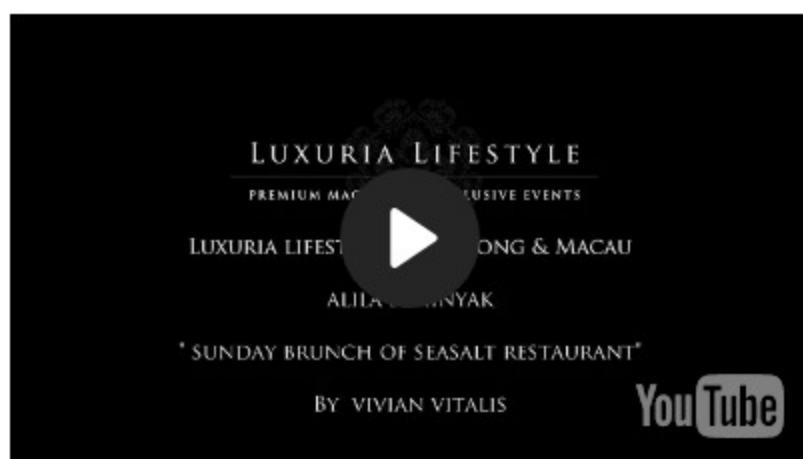 LUXURIA LIFESTYLE
PREMIUM EVENTS
LUXURIA & MACAU
ALILA
" SUNDAY BRUNCH OF SEASALT RESTAURANT"
BY VIVIAN VITALIS
YouTube